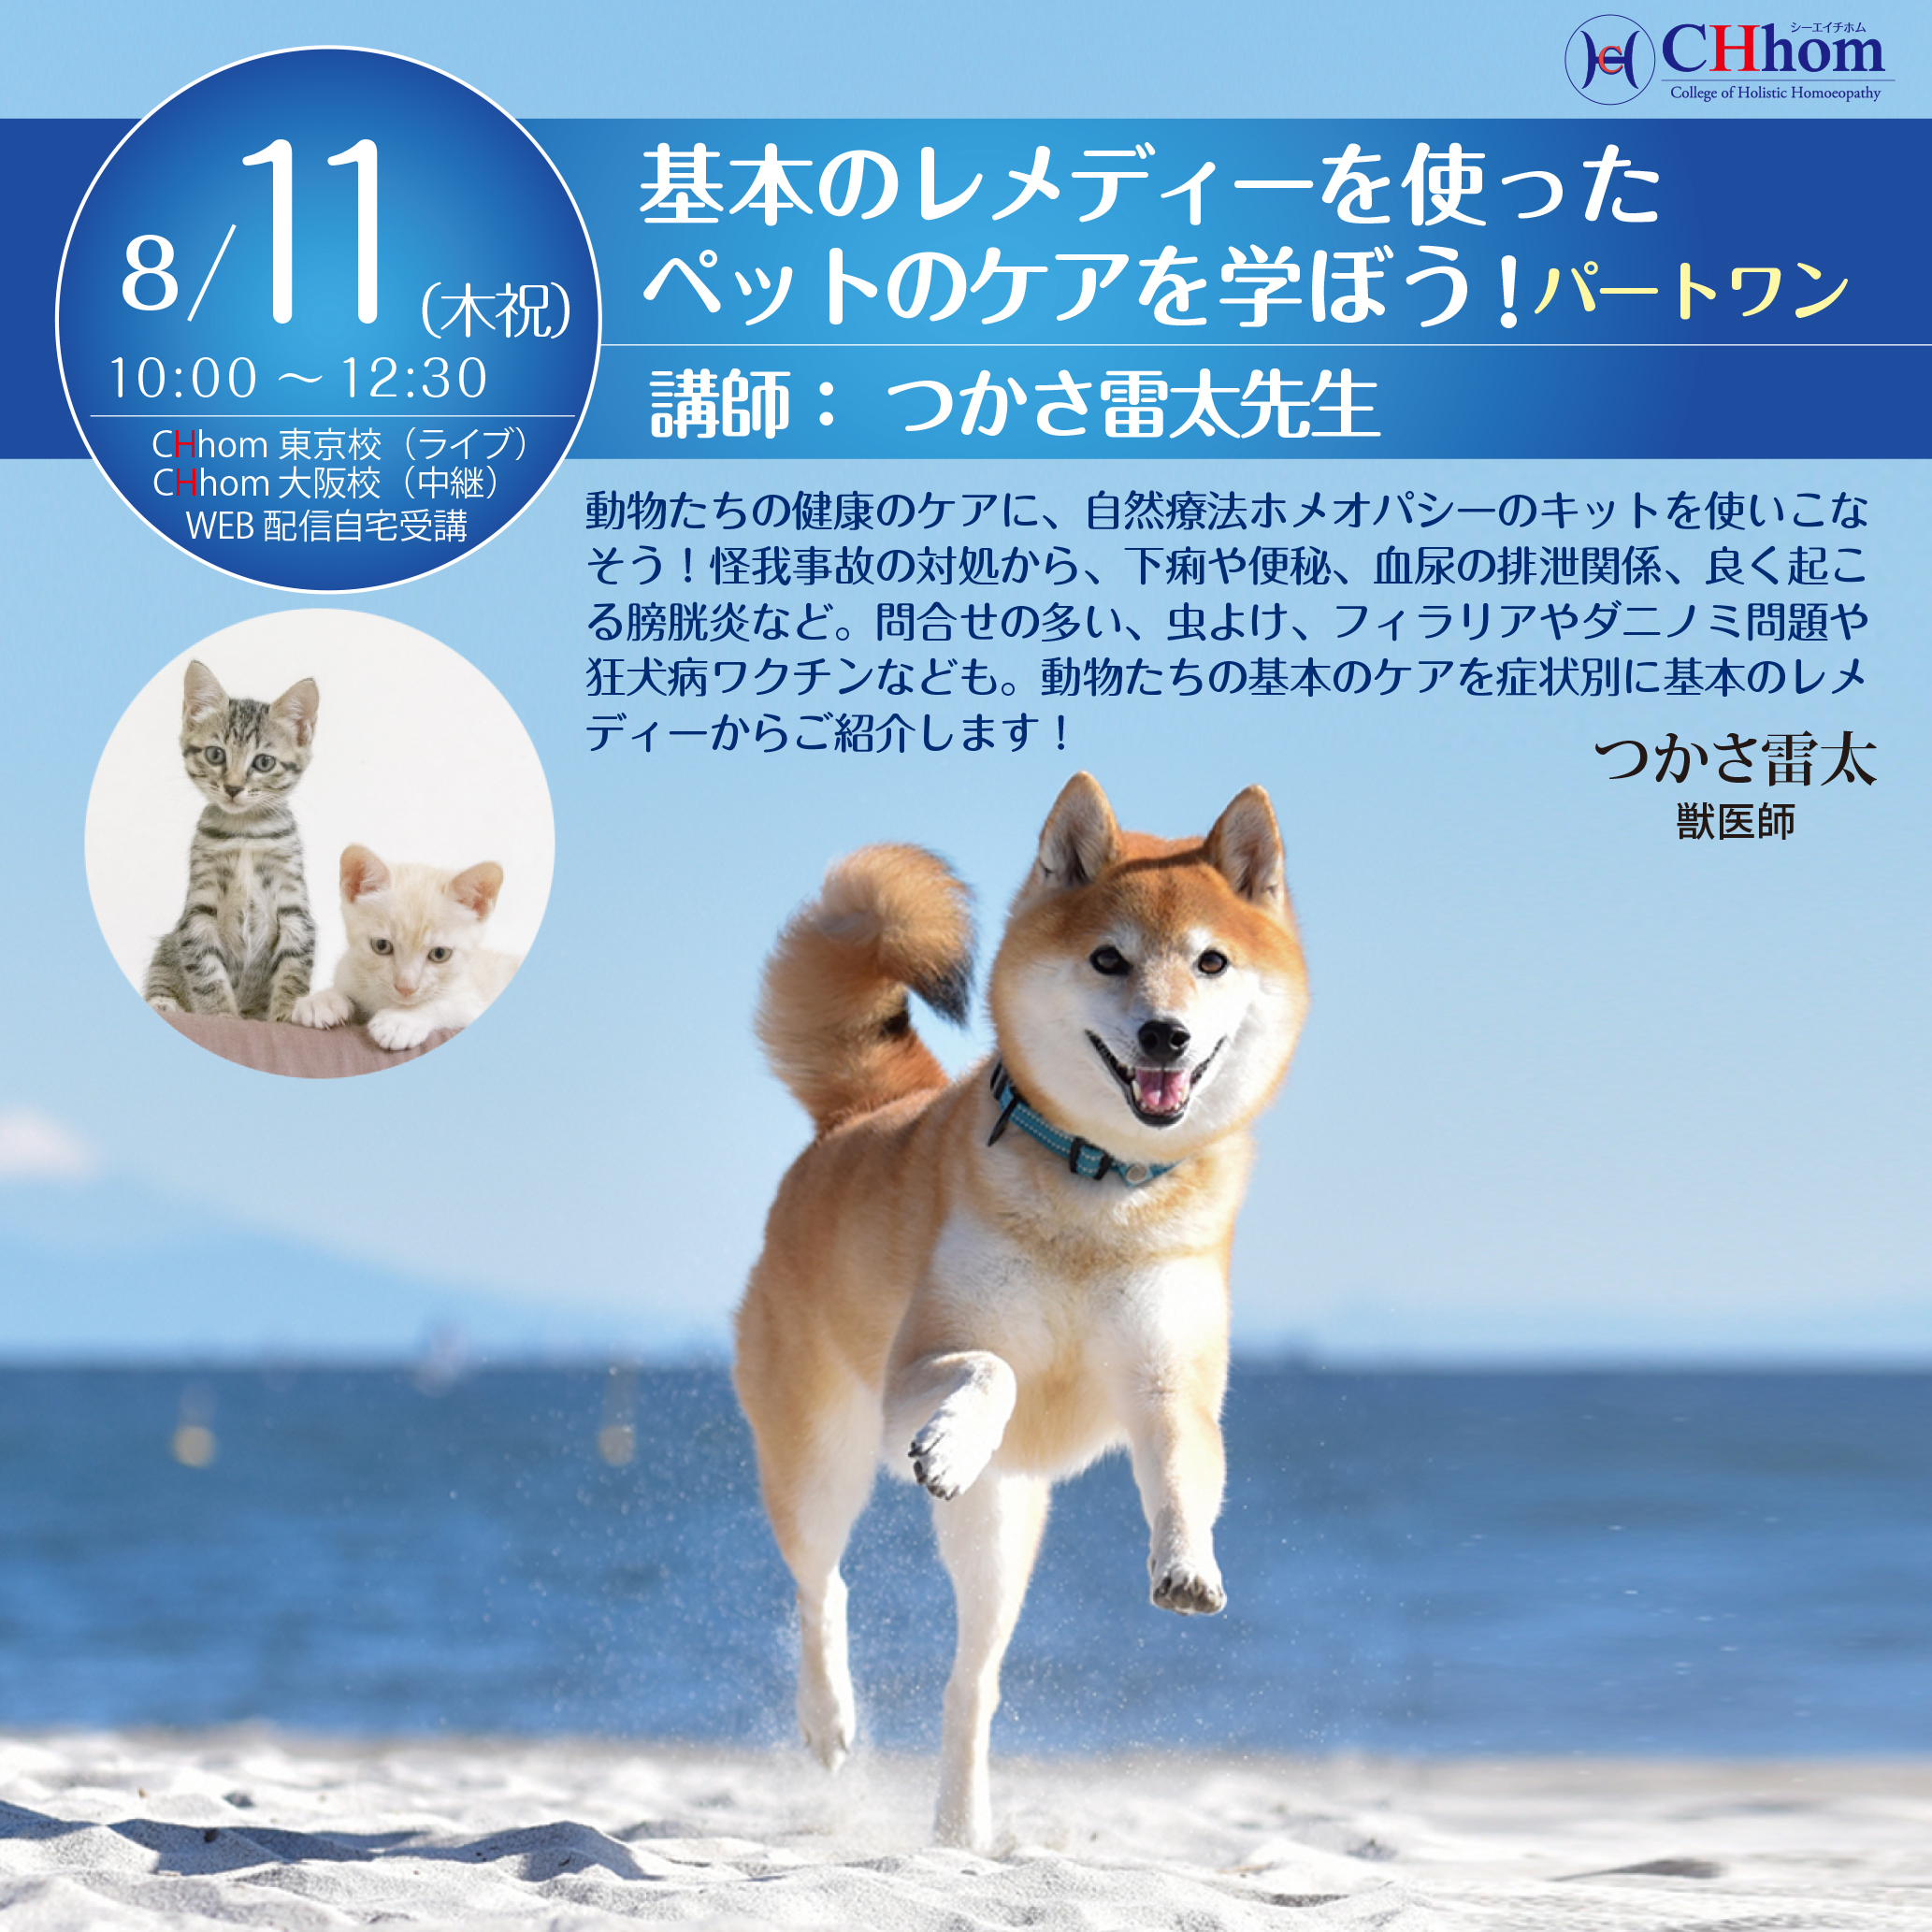 シーエイチホム
CHhom
College of Holistic Homoeopathy
8/11(木祝)
10:00 ～ 12:30
CHhom 東京校（ライブ）
CHhom 大阪校（中継）
WEB 配信自宅受講
基本のレメディーを使った
ペットのケアを学ぼう！パートワン
講師： つかさ雷太先生
動物たちの健康のケアに、自然療法ホメオパシーのキットを使いこな
そう！怪我事故の対処から、下痢や便秘、血尿の排泄関係、良く起こ
る膀胱炎など。問合せの多い、虫よけ、フィラリアやダニノミ問題や
狂犬病ワクチンなども。動物たちの基本のケアを症状別に基本のレメ
ディーからご紹介します！
つかさ雷太
獣医師